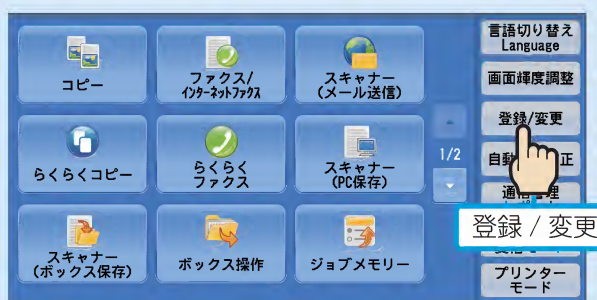 コピー
ファクス/
インターネットファクス
スキャナー
(メール送信)
らくらくコピー
らくらく
ファクス
スキャナー
(PC保存)
スキャナー
(ボックス保存)
ボックス操作
ジョブメモリー
1/2
言語切り替え
Language
画面輝度調整
登録/変更
自動
正
登録 / 変更
プリンター
モード